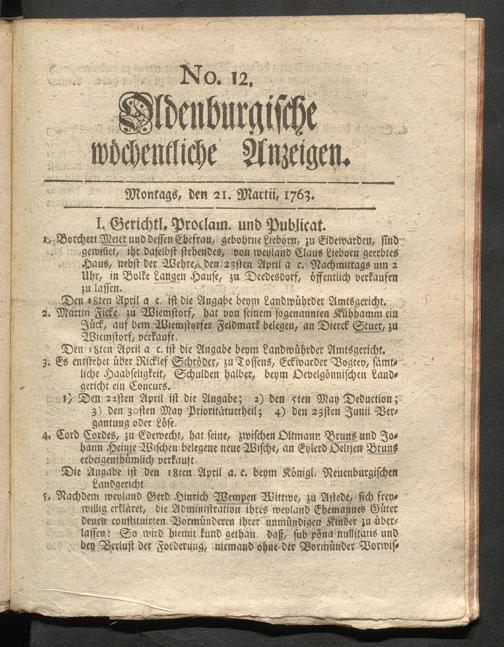 No. 12.
Oldenburgische
wöchentliche Anzeigen.
Montags, den 21. Martii, 1763.
I. Gerichtl. Proclam. und Publicat.
1. Borchert Meier und dessen Ehefrau, gebohrne Lieborn, zu Eidewarden, sind
gewillet, ihr daselbst stehendes, von weyland Claus Lieborn geerbtes
Haus, nebst der Wehre, den 23sten April a c. Nachmittags um 2
Uhr, in Bolke Langen Hause, zu Deedesdorf, öffentlich verkaufen
zu lassen.
Den 18ten April a c. ist die Angabe beym Landwührder Amtsgericht.
2. Martin Ficke zu Wiemstorf, hat von seinem sogenannten Kühhamm ein
Jück, auf dem Wiemstorfer Feldmark belegen, an Dierck Stuer, zu
Wiemstorf, verkauft.
Den 18ten April a. c. ist die Angabe beym Landwührder Amtsgericht.
3. Es entstehet über Ricklef Schröder, zu Tossens, Eckwarder Vogtey, sämt-
liche Haabseligkeit, Schulden halber, beym Oevelgönnischen Land-
gericht ein Concurs.
1) Den 22sten April ist die Angabe; 2) den 5ten May Deduction;
3) den 30sten May Prioritäturtheil; 4) den 23sten Junii Ver-
gantung oder Löse.
4. Cord Cordes, zu Edewecht, hat seine, zwischen Oltmann Bruns und Jo-
hann Heinje Wischen belegene neue Wische, an Eylerd Oeltjen Bruns
erbeigenthümlich verkauft.
Die Angabe ist den 18ten April a. c. beym Königl. Neuenburgischen
Landgericht
5. Nachdem weyland Gerd Hinrich Wempen Wittwe, zu Astede, sich frey-
willig erkläret, die Administration ihres weyland Ehemannes Güter
denen constituirten Vormünderen ihrer unmündigen Kinder zu über-
lassen: So wird hiemit kund gethan, daß, sub pöna nullitatis und
bey Verlust der Forderung, niemand ohne der Vormünder Vorwis-